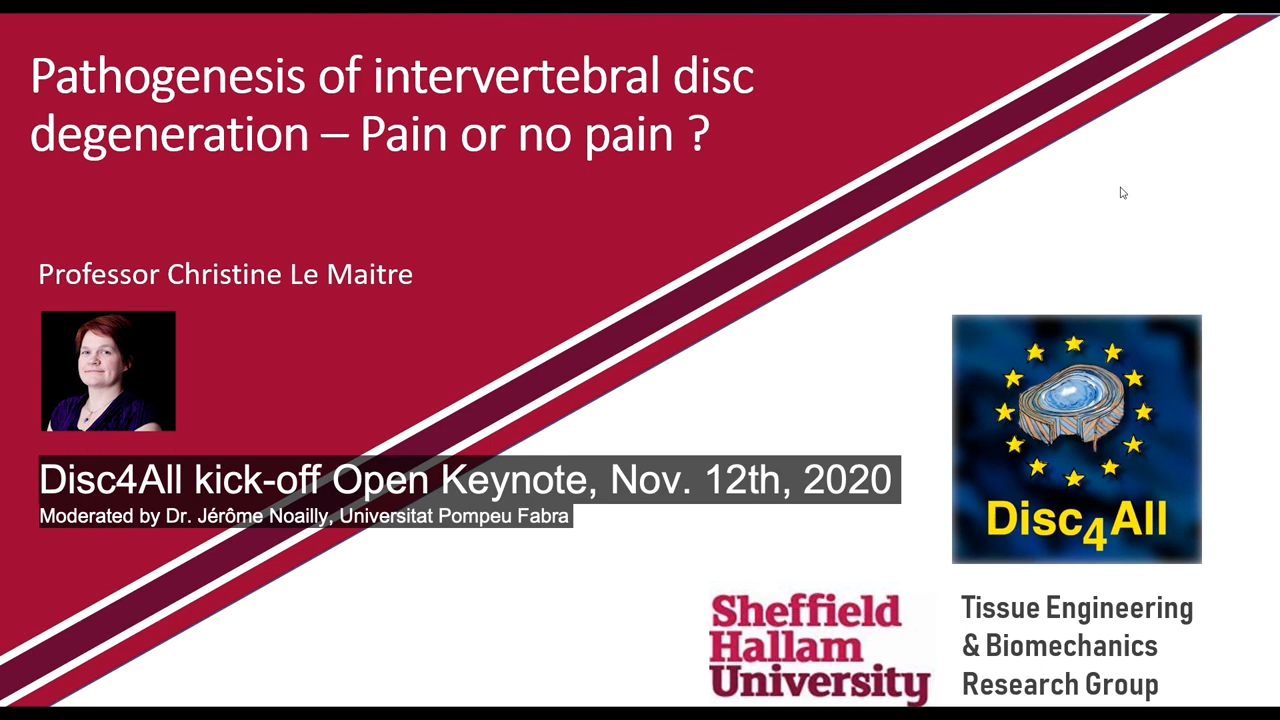 Pathogenesis of intervertebral disc
degeneration – Pain or no pain ?
Professor Christine Le Maitre
Disc4All kick-off Open Keynote, Nov. 12th, 2020
Moderated by Dr. Jérôme Noailly, Universitat Pompeu Fabra
Disc4All
Sheffield
Hallam
University
Tissue Engineering
& Biomechanics
Research Group